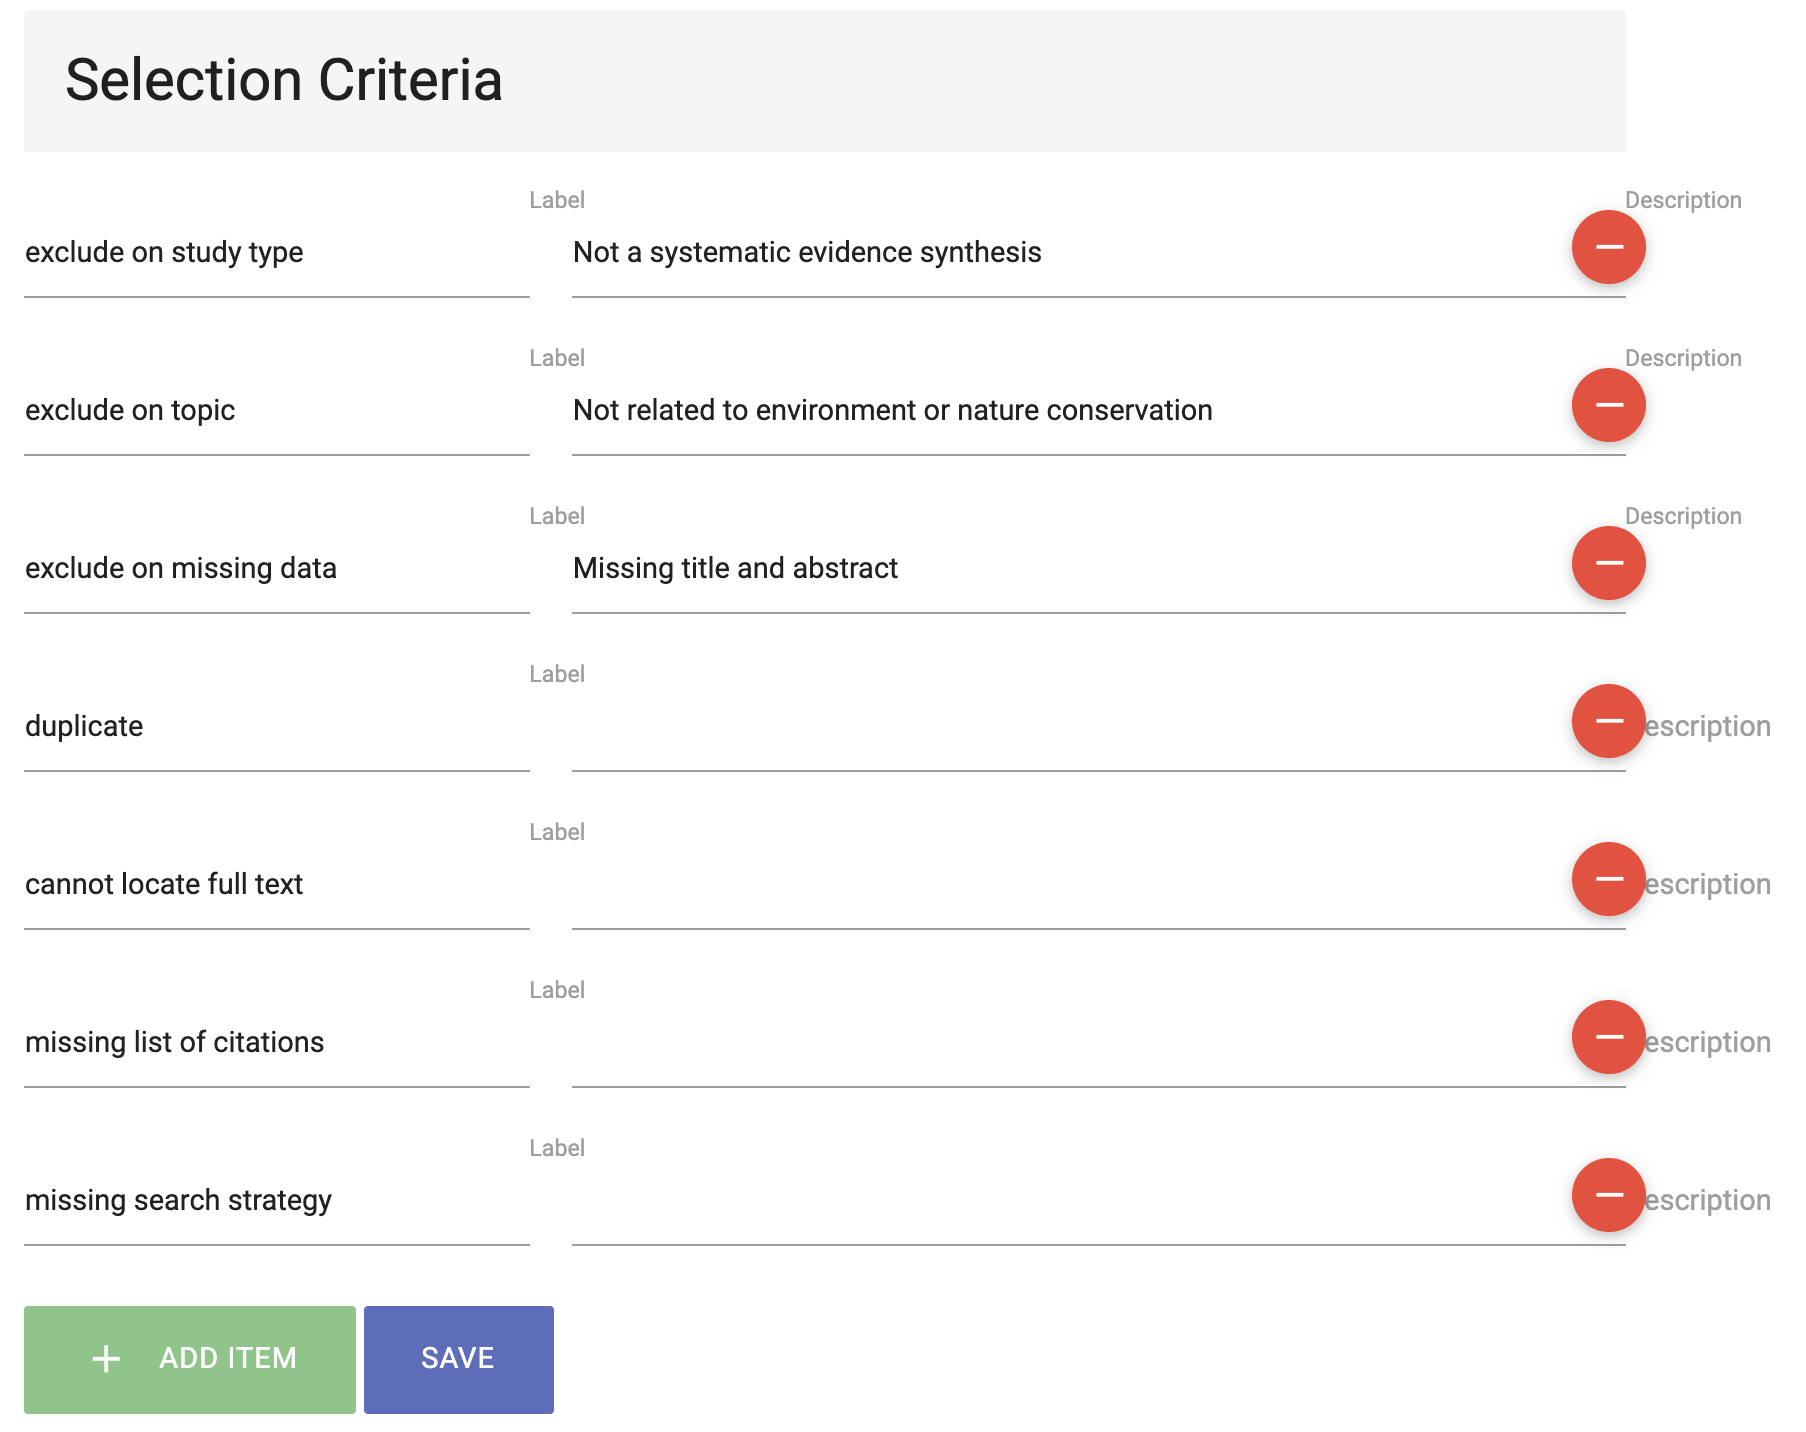 Selection Criteria
Label Description
exclude on study type Not a systematic evidence synthesis
Label Description
exclude on topic Not related to environment or nature conservation
Label Description
exclude on missing data Missing title and abstract
Label
duplicate escription
Label
cannot locate full text escription
Label
missing list of citations escription
Label
missing search strategy escription
+ ADD ITEM SAVE